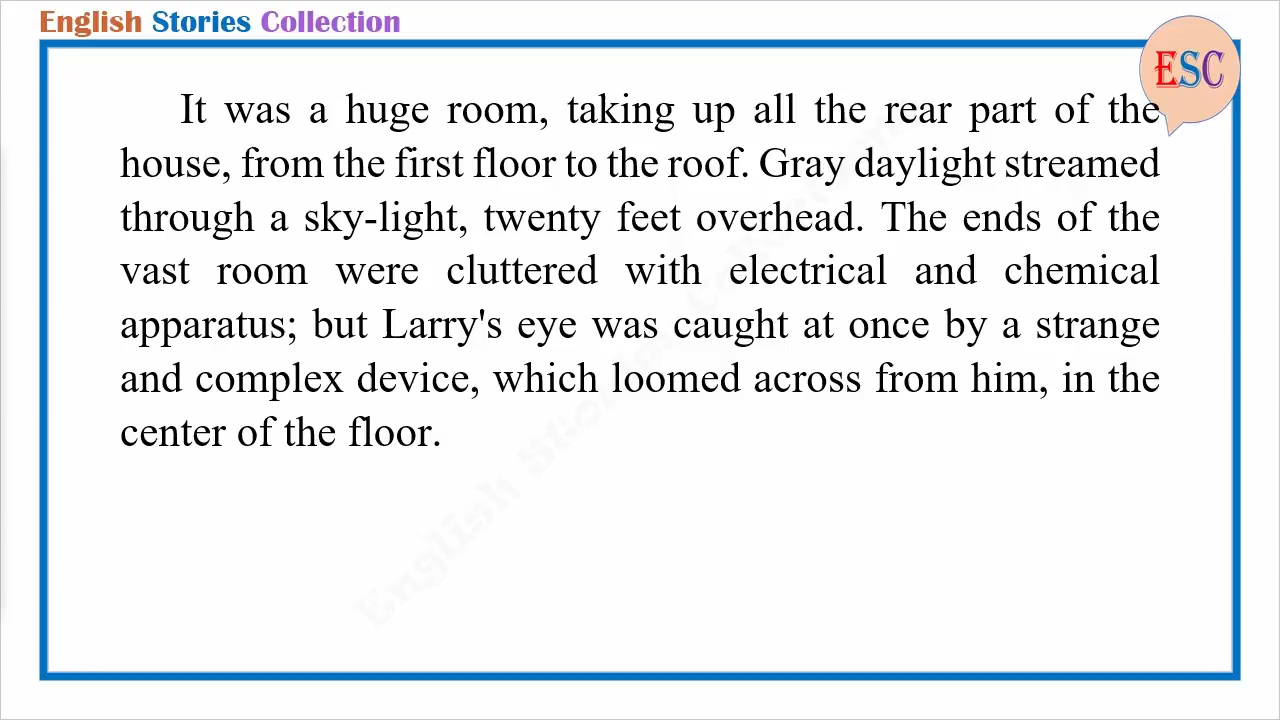 English Stories Collection
ESC
It was a huge room, taking up all the rear part of the
house, from the first floor to the roof. Gray daylight streamed
through a sky-light, twenty feet overhead. The ends of the
vast room were cluttered with electrical and chemical
apparatus; but Larry's eye was caught at once by a strange
and complex device, which loomed across from him, in the
center of the floor.
English Stories Collection